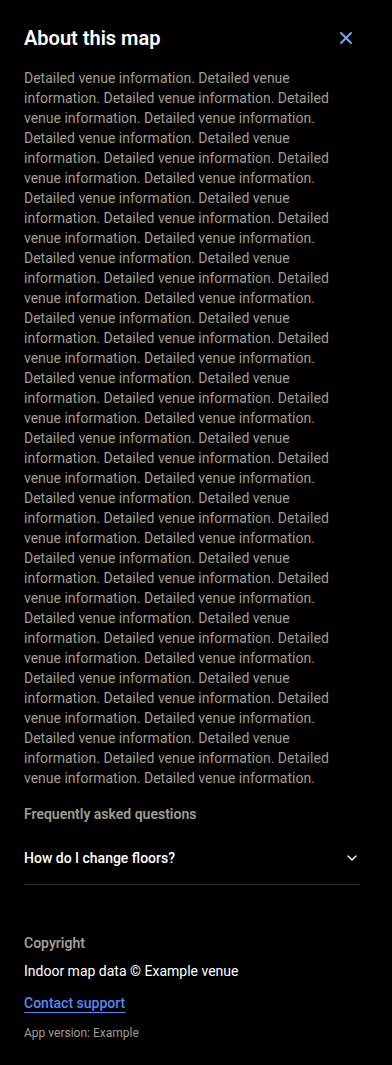 About this map
Detailed venue information. Detailed venue
information. Detailed venue information. Detailed
venue information. Detailed venue information.
Detailed venue information. Detailed venue
information. Detailed venue information. Detailed
venue information. Detailed venue information.
Detailed venue information. Detailed venue
information. Detailed venue information. Detailed
venue information. Detailed venue information.
Detailed venue information. Detailed venue
information. Detailed venue information. Detailed
venue information. Detailed venue information.
Detailed venue information. Detailed venue
information. Detailed venue information. Detailed
venue information. Detailed venue information.
Detailed venue information. Detailed venue
information. Detailed venue information. Detailed
venue information. Detailed venue information.
Detailed venue information. Detailed venue
information. Detailed venue information. Detailed
venue information. Detailed venue information.
Detailed venue information. Detailed venue
information. Detailed venue information. Detailed
venue information. Detailed venue information.
Detailed venue information. Detailed venue
information. Detailed venue information. Detailed
venue information. Detailed venue information.
Detailed venue information. Detailed venue
information. Detailed venue information. Detailed
venue information. Detailed venue information.
Detailed venue information. Detailed venue
information. Detailed venue information. Detailed
venue information. Detailed venue information.
Detailed venue information. Detailed venue
information. Detailed venue information. Detailed
venue information. Detailed venue information.
Frequently asked questions
How do I change floors?
Copyright
Indoor map data © Example venue
Contact support
App version: Example